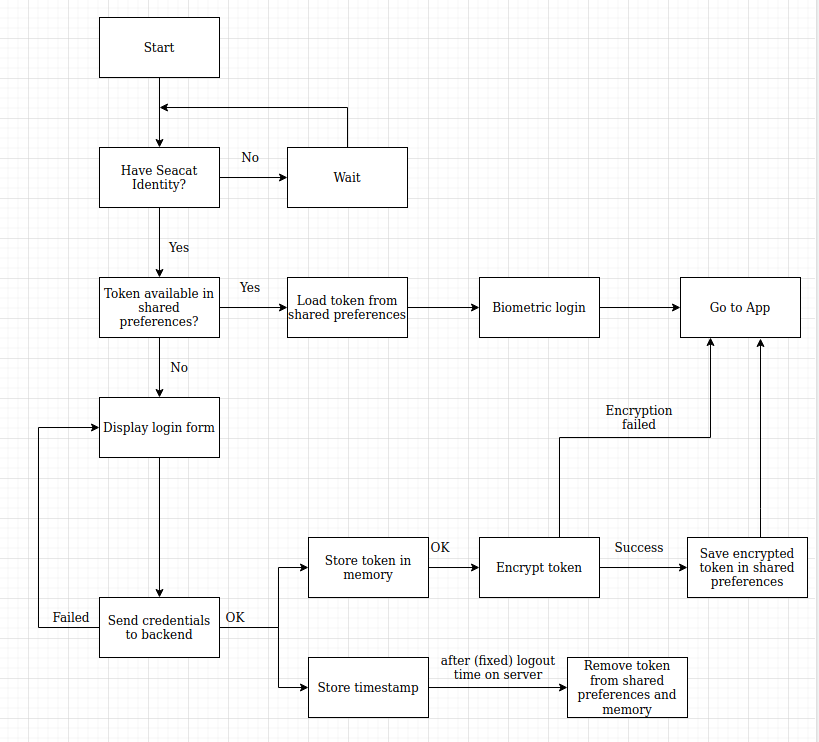 Start
No
Have Seacat
Identity?
Wait
Yes
Token available in
shared
preferences?
Yes
Load token from
shared preferences
Biometric login
Go to App
No
Display login form
Encryption
failed
Store token in
memory
OK
Encrypt token
Success
Save encrypted
token in shared
preferences
Failed
Send credentials
to backend
OK
Store timestamp
after (fixed) logout
time on server
Remove token
from shared
preferences and
memory